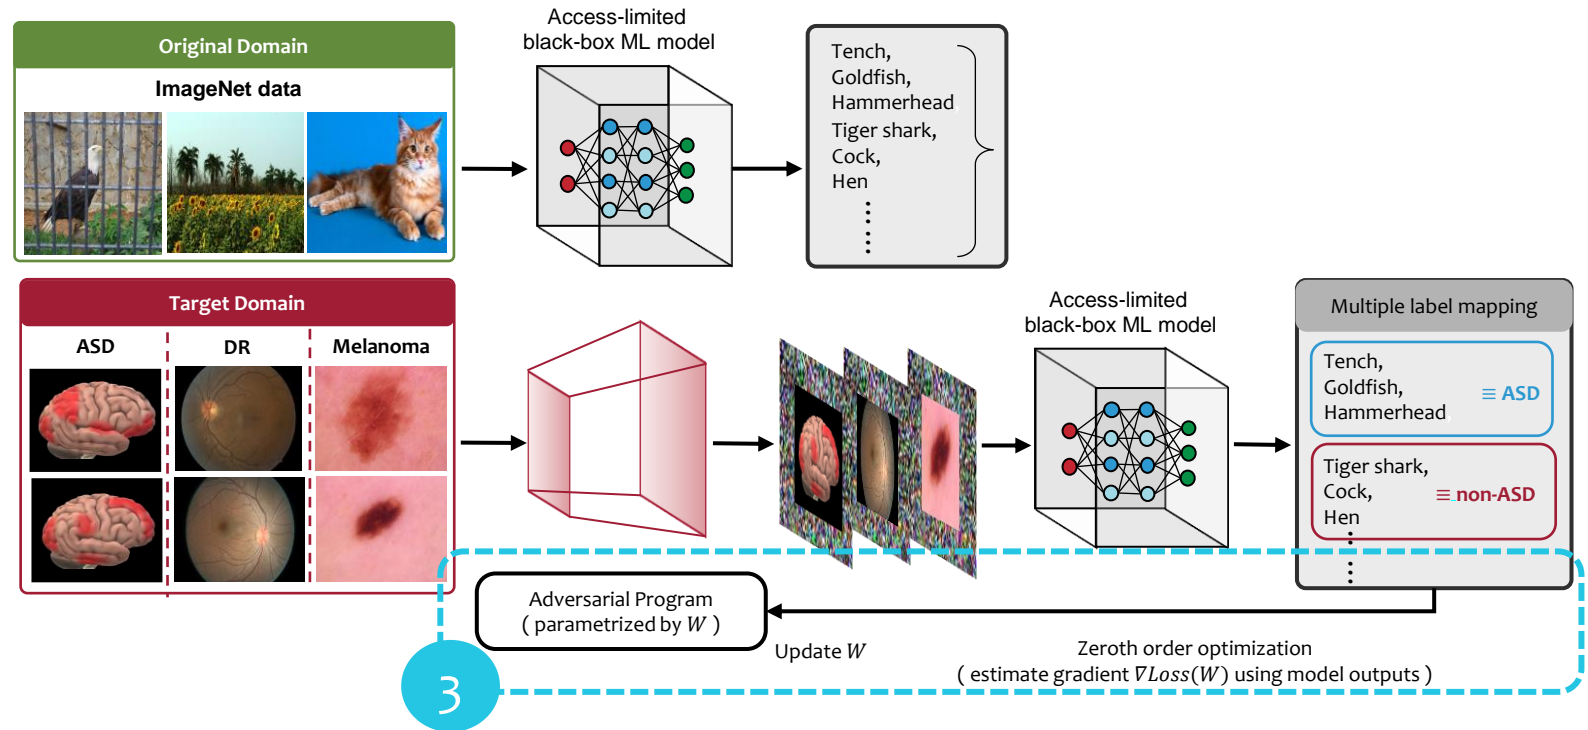 Original Domain
ImageNet data
Access-limited
black-box ML model
Tench,
Goldfish,
Hammerhead,
Tiger shark,
Cock,
Hen
Target Domain
ASD
DR
Melanoma
Access-limited
black-box ML model
Multiple label mapping
Tench,
Goldfish,
Hammerhead,
≡ ASD
Tiger shark,
Cock,
Hen
≡ non-ASD
Adversarial Program
( parametrized by W )
Update W
Zeroth order optimization
( estimate gradient ∇Loss(W) using model outputs )
3